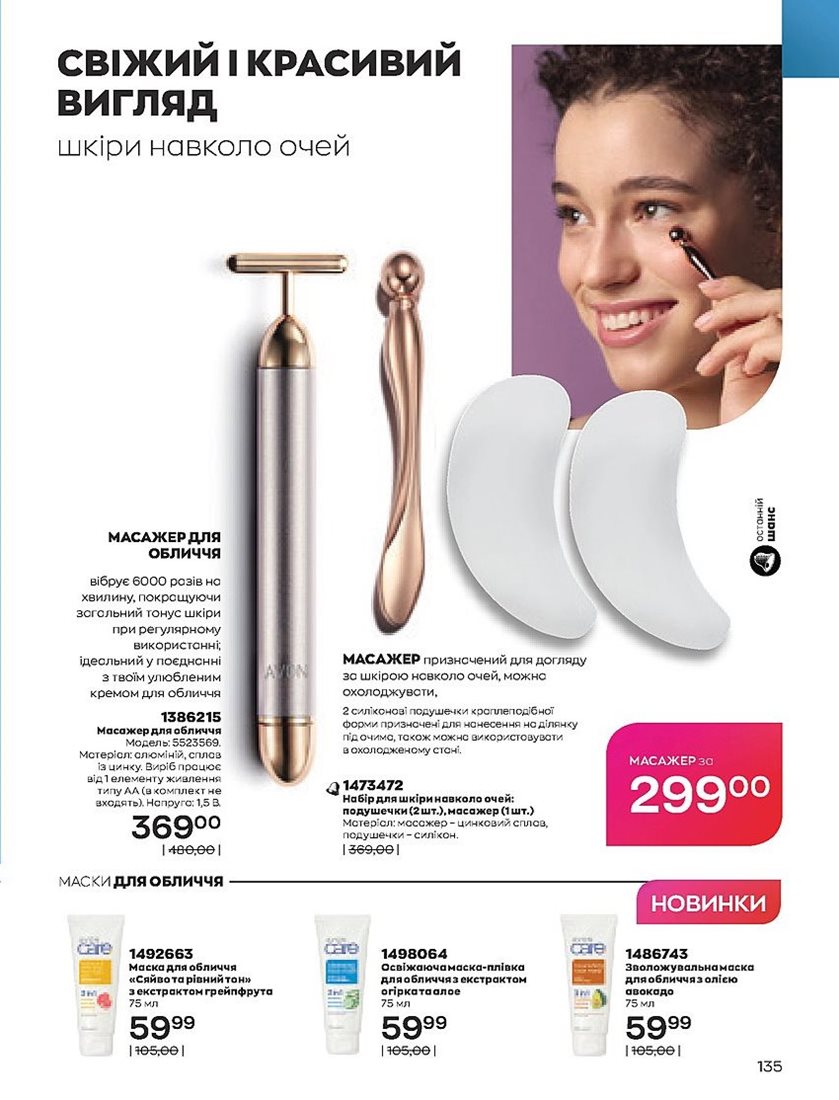 СВІЖИЙ І КРАСИВИЙ
ВИГЛЯД
шкіри навколо очей
МАСАЖЕР ДЛЯ
ОБЛИЧЧЯ
вібрує 6000 разів на
хвилину, покращуючи
загальний тонус шкіри
при регулярному
використанні;
ідеальний у поєднанні
з твоїм улюбленим
кремом для обличчя
1386215
Масажер для обличчя
Модель: 5523569.
Матеріал: алюміній, сплав
із цинку. Виріб працює
від 1 елементу живлення
типу АА (в комплект не
входять). Напруга: 1,5 В.
36900
| 480,00 |
AVON
МАСАЖЕР призначений для догляду
за шкірою навколо очей, можна
охолоджувати,
2 силіконові подушечки краплеподібної
форми призначені для нанесення на ділянку
під очима, також можна використовувати
в охолодженому стані.
1473472
Набір для шкіри навколо очей:
подушечки (2 шт.), масажер (1 шт.)
Матеріал: масажер – цинковий сплав,
подушечки – силікон.
| 369,00 |
останній
шанс
МАСАЖЕР за
29900
МАСКИ ДЛЯ ОБЛИЧЧЯ
НОВИНКИ
care
1492663
Маска для обличчя
«Сяйво та рівний тон»
з екстрактом грейпфрута
75 мл
5999
| 105,00 |
care
1498064
Освіжаюча маска-плівка
для обличчя з екстрактом
огірка та алое
75 мл
5999
| 105,00 |
care
1486743
Зволожувальна маска
для обличчя з олією
авокадо
75 мл
5999
| 105,00 |
135